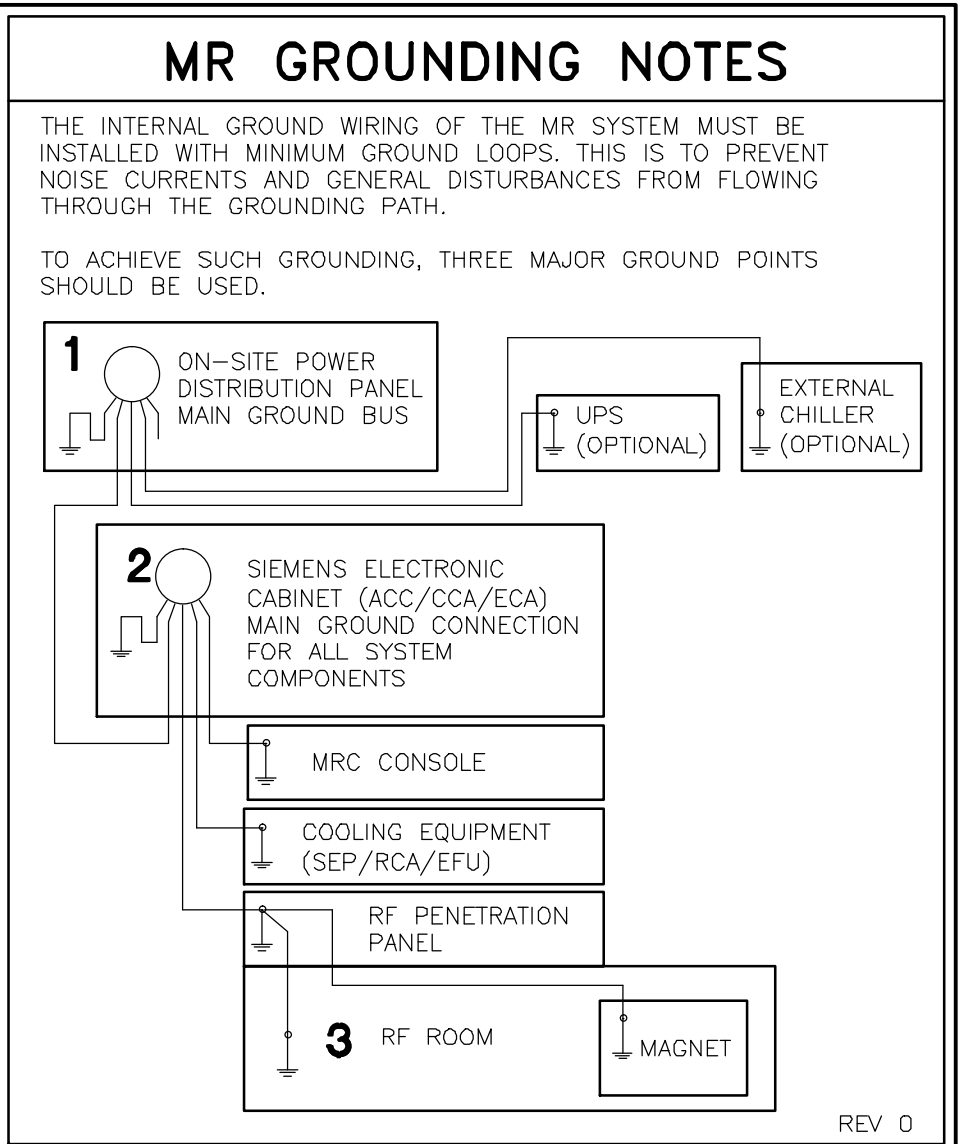 MR GROUNDING NOTES
THE INTERNAL GROUND WIRING OF THE MR SYSTEM MUST BE
INSTALLED WITH MINIMUM GROUND LOOPS. THIS IS TO PREVENT
NOISE CURRENTS AND GENERAL DISTURBANCES FROM FLOWING
THROUGH THE GROUNDING PATH.
TO ACHIEVE SUCH GROUNDING, THREE MAJOR GROUND POINTS
SHOULD BE USED.
1
ON-SITE POWER
DISTRIBUTION PANEL
MAIN GROUND BUS
UPS
(OPTIONAL)
EXTERNAL
CHILLER
(OPTIONAL)
2
SIEMENS ELECTRONIC
CABINET (ACC/CCA/ECA)
MAIN GROUND CONNECTION
FOR ALL SYSTEM
COMPONENTS
MRC CONSOLE
COOLING EQUIPMENT
(SEP/RCA/EFU)
RF PENETRATION
PANEL
3
RF ROOM
MAGNET
REV 0